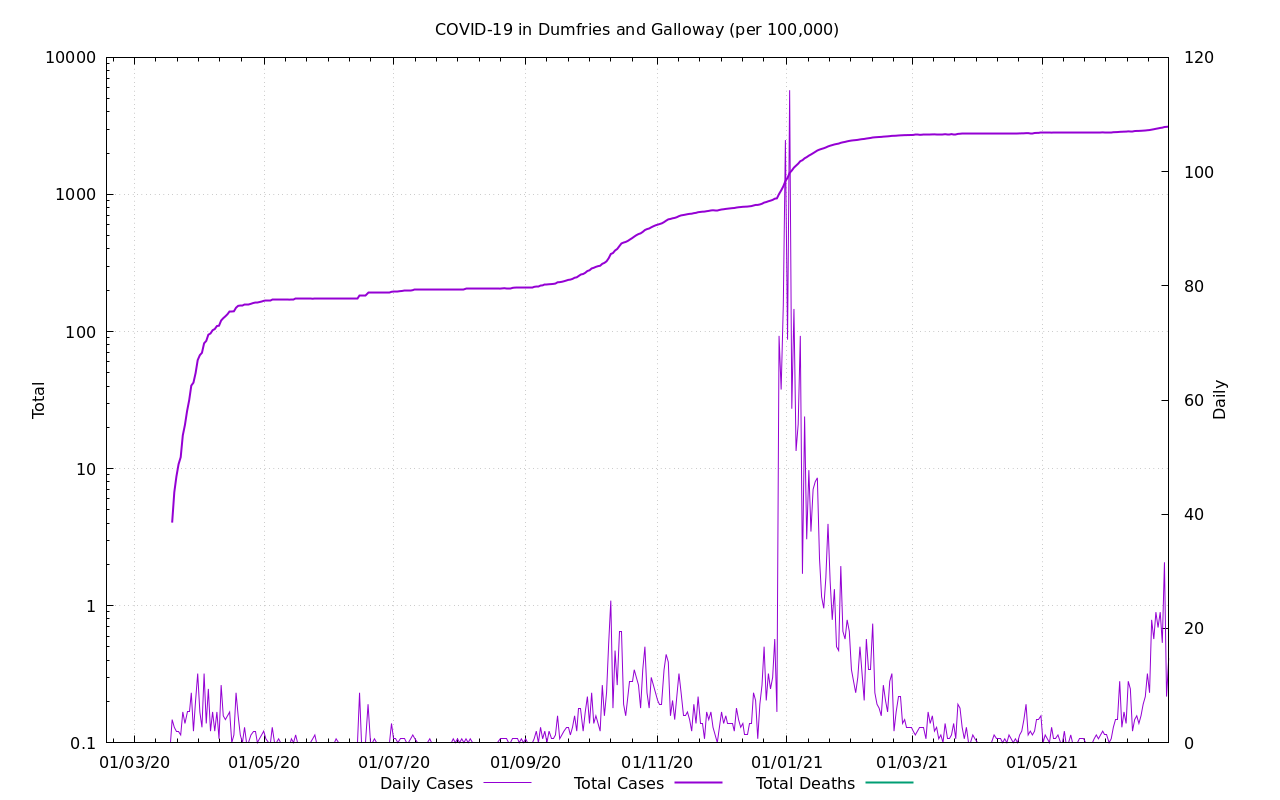 COVID-19 in Dumfries and Galloway (per 100,000)
10000
1000
100
10
1
0.1
Total
120
100
80
60
40
20
0
Daily
01/03/20 01/05/20 01/07/20 01/09/20 01/11/20 01/01/21 01/03/21 01/05/21
Daily Cases Total Cases Total Deaths